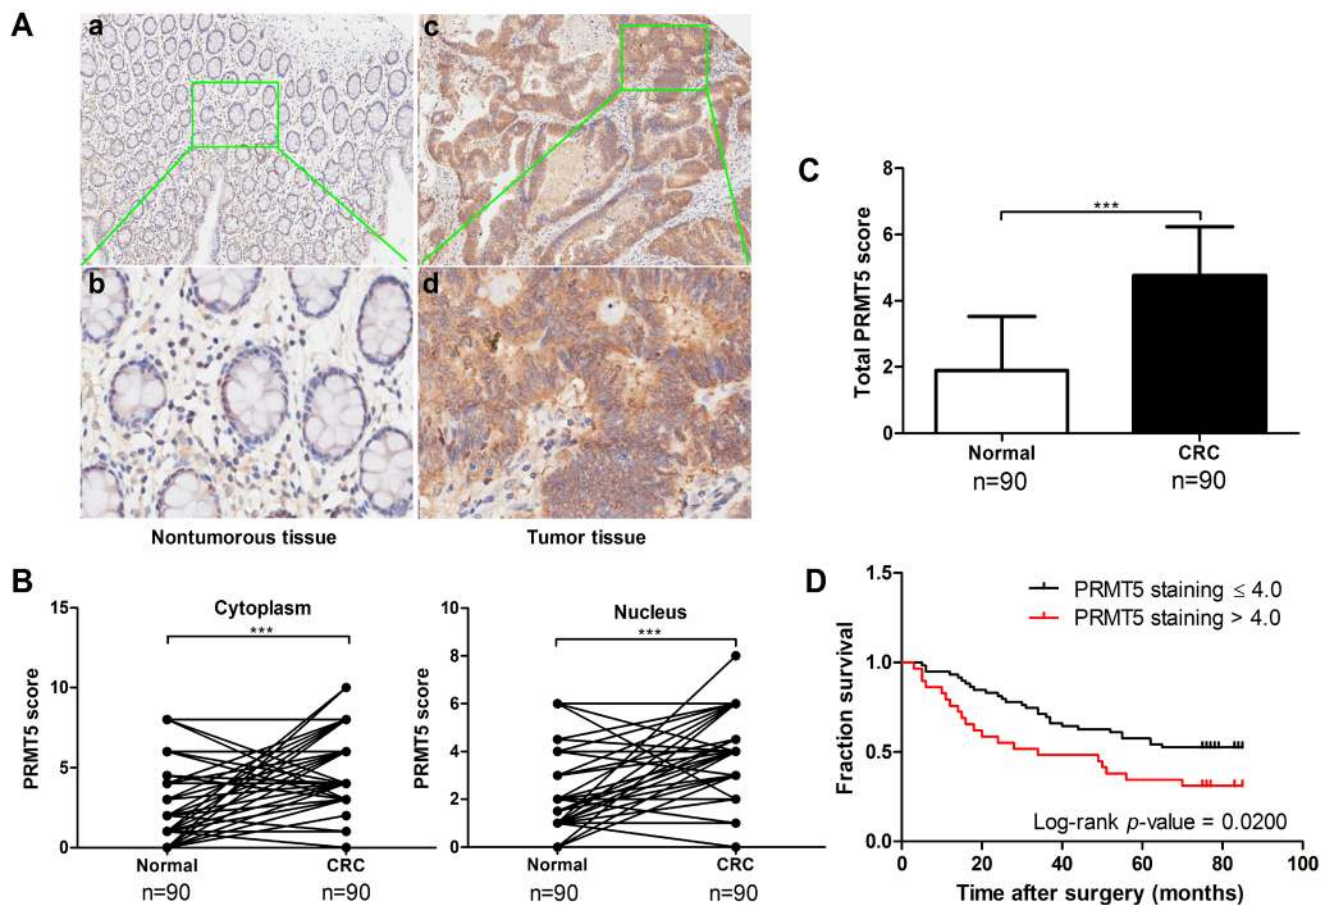 A
a
c
b
d
Nontumorous tissue
Tumor tissue
B
Cytoplasm
***
PRMT5 score
15
10
5
0
Normal
CRC
n=90
n=90
Nucleus
***
PRMT5 score
10
8
6
4
2
0
Normal
CRC
n=90
n=90
C
***
Total PRMT5 score
8
6
4
2
0
Normal
CRC
n=90
n=90
D
PRMT5 staining ≤ 4.0
PRMT5 staining > 4.0
Fraction survival
1.5
1.0
0.5
0.0
Log-rank p-value = 0.0200
0 20 40 60 80 100
Time after surgery (months)